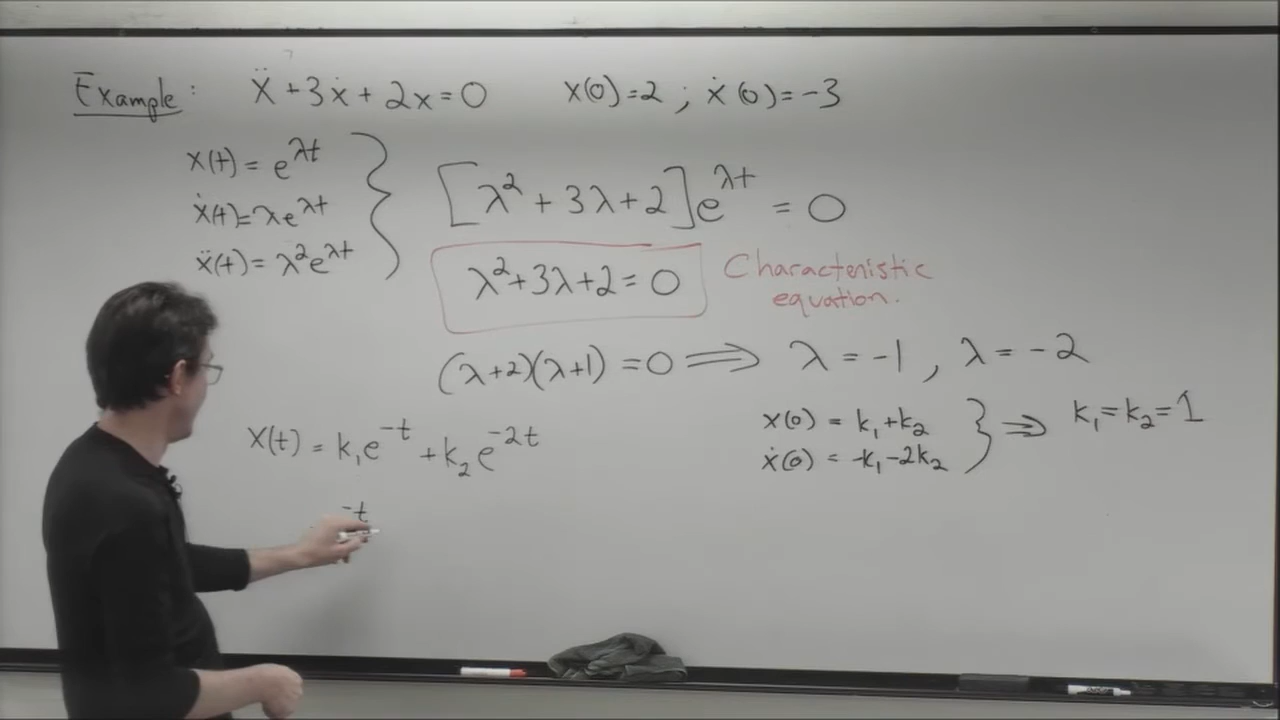 Example: ẍ + 3ẋ + 2x = 0 x(0) = 2 ; ẋ(0) = -3
x(t) = e^{λt}
ẋ(t) = λe^{λt}
ẍ(t) = λ²e^{λt}
[λ² + 3λ + 2]e^{λt} = 0
λ² + 3λ + 2 = 0
Characteristic
equation.
(λ+2)(λ+1) = 0 ⟹ λ = -1 , λ = -2
x(t) = k₁e^{-t} + k₂e^{-2t}
x(0) = k₁+k₂
ẋ(0) = -k₁-2k₂
} ⟹ k₁ = k₂ = 1
-t